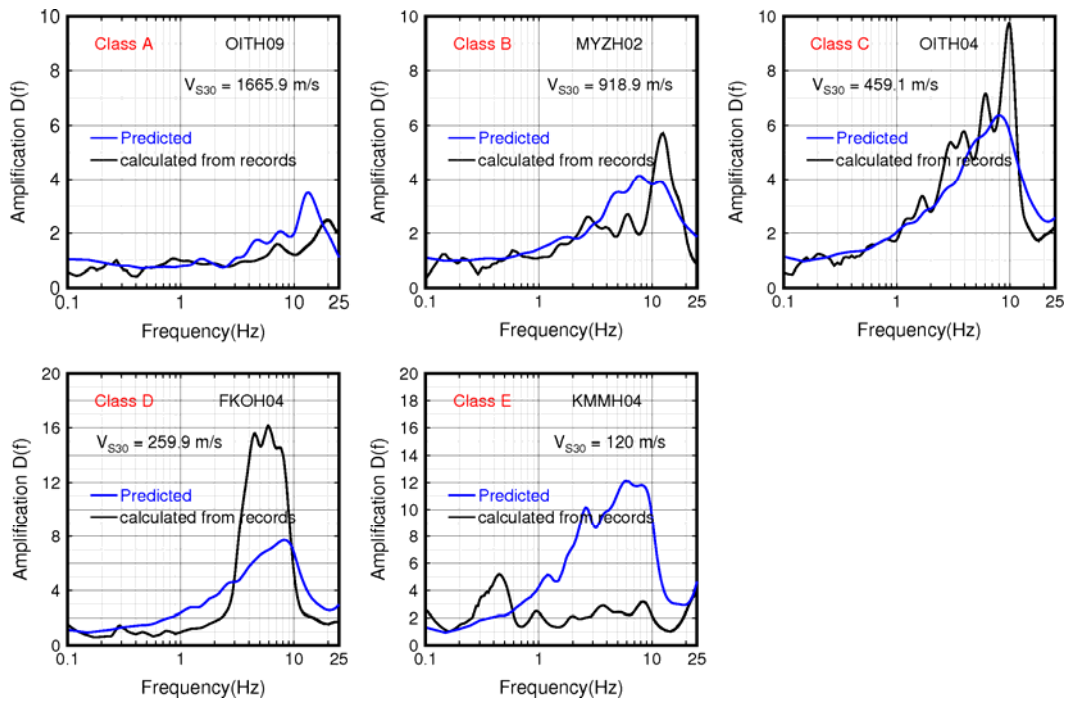 Class A OITH09
V_S30 = 1665.9 m/s
Predicted
calculated from records
Amplification D(f)
10
8
6
4
2
0
0.1 1 10 25
Frequency(Hz)
Class B MYZH02
V_S30 = 918.9 m/s
Predicted
calculated from records
Amplification D(f)
10
8
6
4
2
0
0.1 1 10 25
Frequency(Hz)
Class C OITH04
V_S30 = 459.1 m/s
Predicted
calculated from records
Amplification D(f)
10
8
6
4
2
0
0.1 1 10 25
Frequency(Hz)
Class D FKOH04
V_S30 = 259.9 m/s
Predicted
calculated from records
Amplification D(f)
20
16
12
8
4
0
0.1 1 10 25
Frequency(Hz)
Class E KMMH04
V_S30 = 120 m/s
Predicted
calculated from records
Amplification D(f)
20
18
16
14
12
10
8
6
4
2
0
0.1 1 10 25
Frequency(Hz)